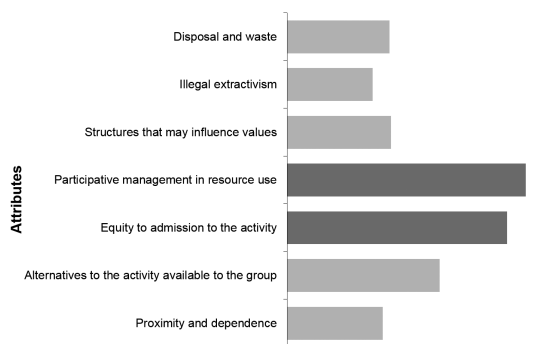 Disposal and waste
Illegal extractivism
Structures that may influence values
Participative management in resource use
Equity to admission to the activity
Alternatives to the activity available to the group
Proximity and dependence
Attributes